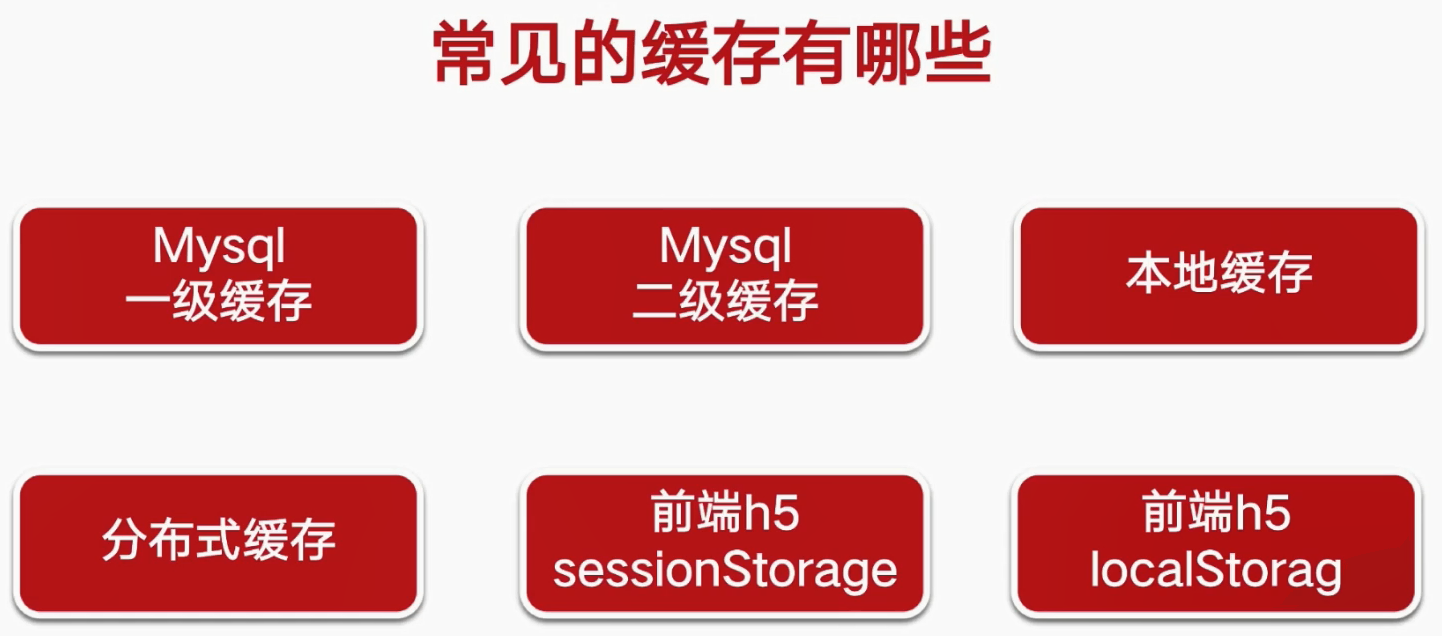 常见的缓存有哪些
Mysql
一级缓存
Mysql
二级缓存
本地缓存
分布式缓存
前端h5
sessionStorage
前端h5
localStorag